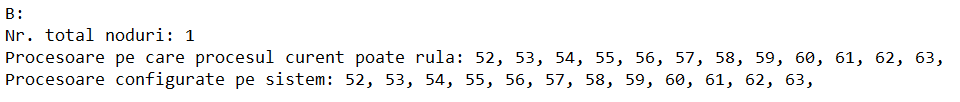 B:
Nr. total noduri: 1
Procesoare pe care procesul curent poate rula: 52, 53, 54, 55, 56, 57, 58, 59, 60, 61, 62, 63,
Procesoare configurate pe sistem: 52, 53, 54, 55, 56, 57, 58, 59, 60, 61, 62, 63,